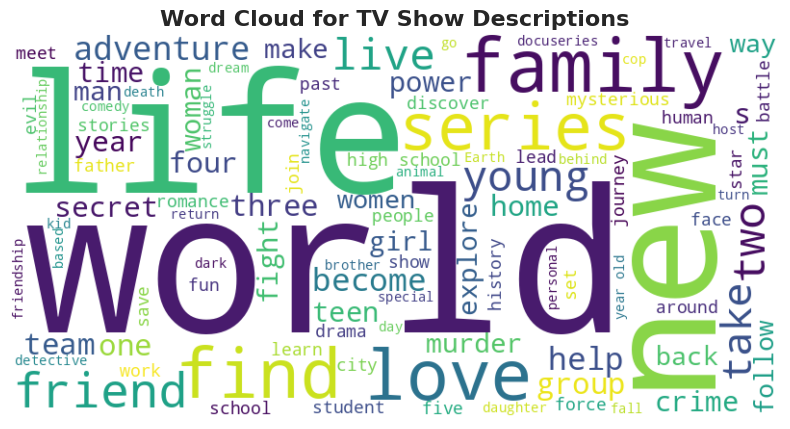 Word Cloud for TV Show Descriptions
meet
adventure
make
live
go
docuseries
travel
way
time
dream
family
cop
life
man
death
woman
past
power
new
evil
comedy
struggle
discover
mysterious
battle
relationship
stories
come
navigate
series
human
s
host
must
year
four
join
high school
Earth
lead
behind
father
animal
young
journey
star
turn
secret
romance
three
women
home
two
return
people
explore
face
friendship
kid
world
girl
history
based
fight
dark
brother
show
personal
set
year old
take
follow
fun
become
special
around
save
teen
day
team
one
drama
murder
help
back
detective
learn
city
love
group
friend
work
find
force
crime
school
student
five
daughter
fall